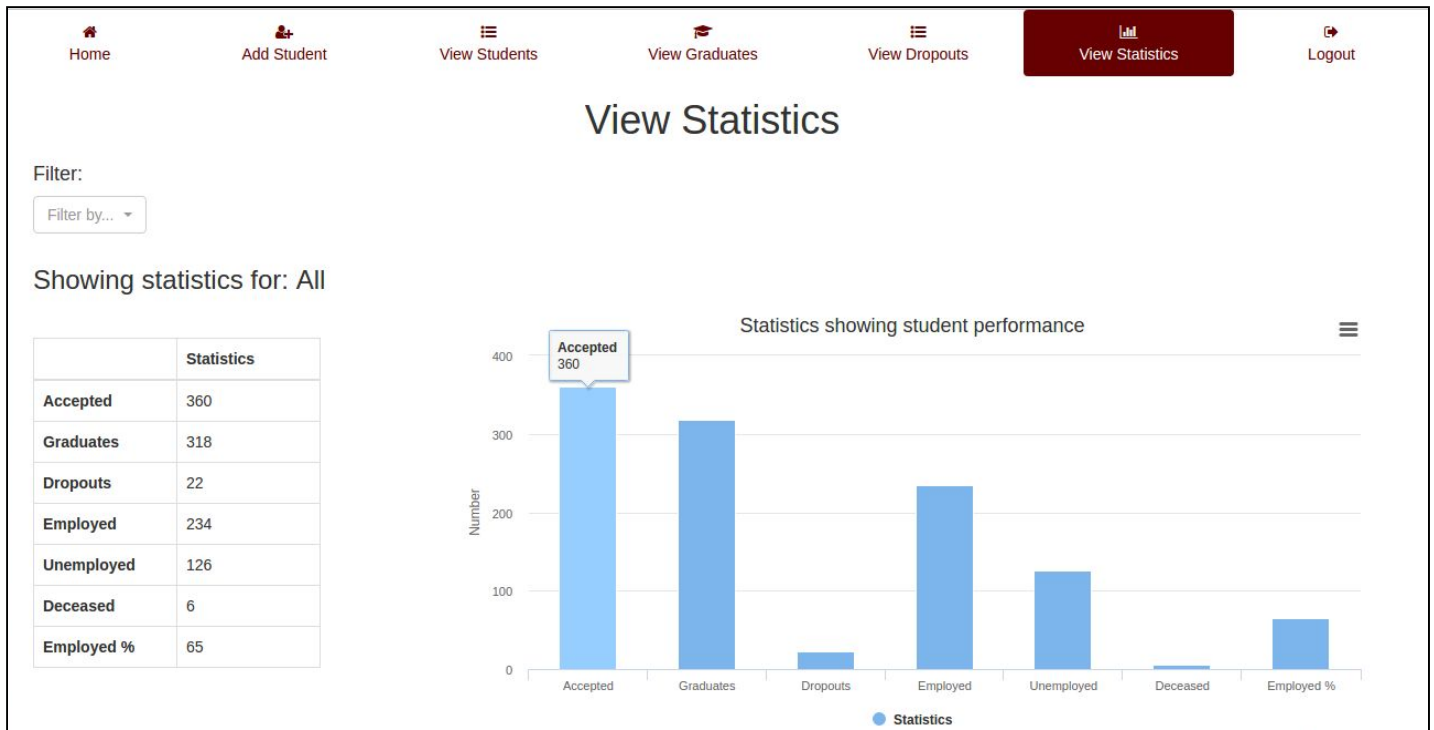 Home Add Student View Students View Graduates View Dropouts View Statistics Logout
View Statistics
Filter:
Filter by...
Showing statistics for: All
Statistics
Accepted 360
Graduates 318
Dropouts 22
Employed 234
Unemployed 126
Deceased 6
Employed % 65
Statistics showing student performance
Accepted
360
400
300
200
100
0
Number
Accepted Graduates Dropouts Employed Unemployed Deceased Employed %
Statistics